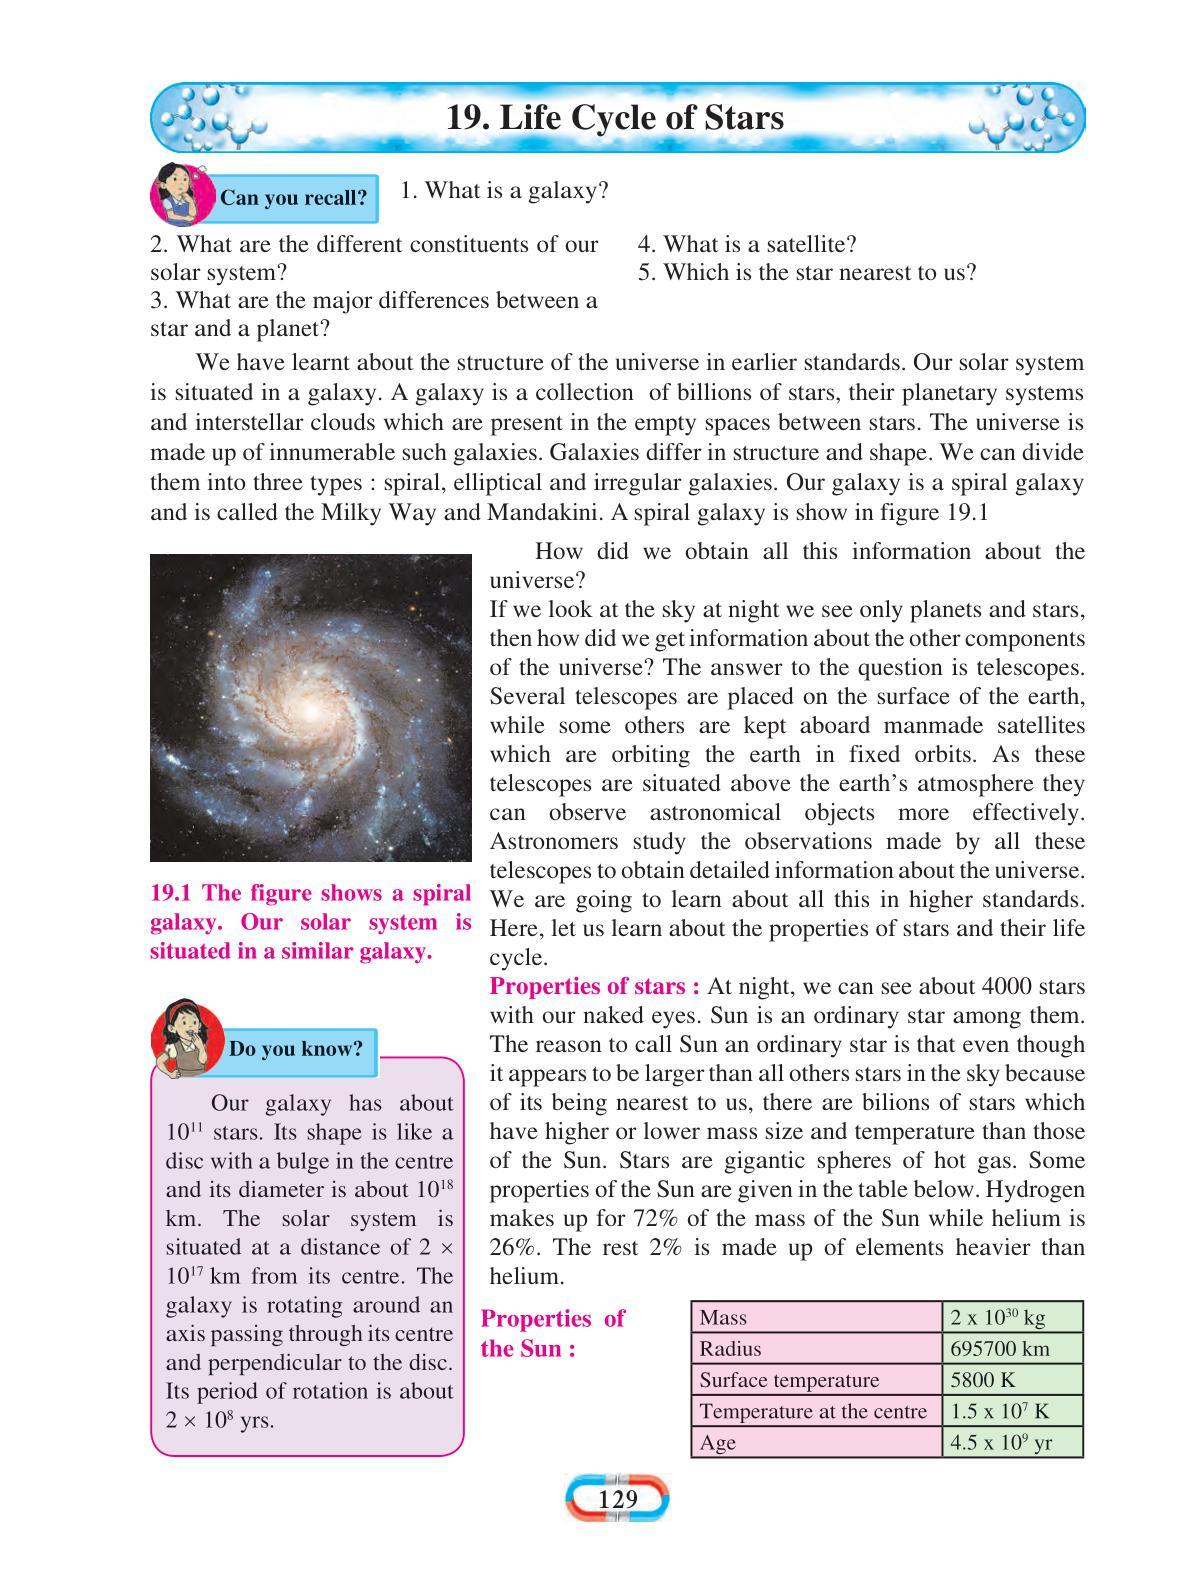 19. Life Cycle of Stars
Can you recall?
1. What is a galaxy?
2. What are the different constituents of our
solar system?
3. What are the major differences between a
star and a planet?
4. What is a satellite?
5. Which is the star nearest to us?
We have learnt about the structure of the universe in earlier standards. Our solar system
is situated in a galaxy. A galaxy is a collection of billions of stars, their planetary systems
and interstellar clouds which are present in the empty spaces between stars. The universe is
made up of innumerable such galaxies. Galaxies differ in structure and shape. We can divide
them into three types : spiral, elliptical and irregular galaxies. Our galaxy is a spiral galaxy
and is called the Milky Way and Mandakini. A spiral galaxy is show in figure 19.1
19.1 The figure shows a spiral
galaxy. Our solar system is
situated in a similar galaxy.
How did we obtain all this information about the
universe?
If we look at the sky at night we see only planets and stars,
then how did we get information about the other components
of the universe? The answer to the question is telescopes.
Several telescopes are placed on the surface of the earth,
while some others are kept aboard manmade satellites
which are orbiting the earth in fixed orbits. As these
telescopes are situated above the earth's atmosphere they
can observe astronomical objects more effectively.
Astronomers study the observations made by all these
telescopes to obtain detailed information about the universe.
We are going to learn about all this in higher standards.
Here, let us learn about the properties of stars and their life
cycle.
Properties of stars : At night, we can see about 4000 stars
with our naked eyes. Sun is an ordinary star among them.
The reason to call Sun an ordinary star is that even though
it appears to be larger than all others stars in the sky because
of its being nearest to us, there are bilions of stars which
have higher or lower mass size and temperature than those
of the Sun. Stars are gigantic spheres of hot gas. Some
properties of the Sun are given in the table below. Hydrogen
makes up for 72% of the mass of the Sun while helium is
26%. The rest 2% is made up of elements heavier than
helium.
Do you know?
Our galaxy has about
10¹¹ stars. Its shape is like a
disc with a bulge in the centre
and its diameter is about 10¹⁸
km. The solar system is
situated at a distance of 2 ×
10¹⁷ km from its centre. The
galaxy is rotating around an
axis passing through its centre
and perpendicular to the disc.
Its period of rotation is about
2 × 10⁸ yrs.
Properties of
the Sun :
Mass 2 x 10³⁰ kg
Radius 695700 km
Surface temperature 5800 K
Temperature at the centre 1.5 x 10⁷ K
Age 4.5 x 10⁹ yr
129